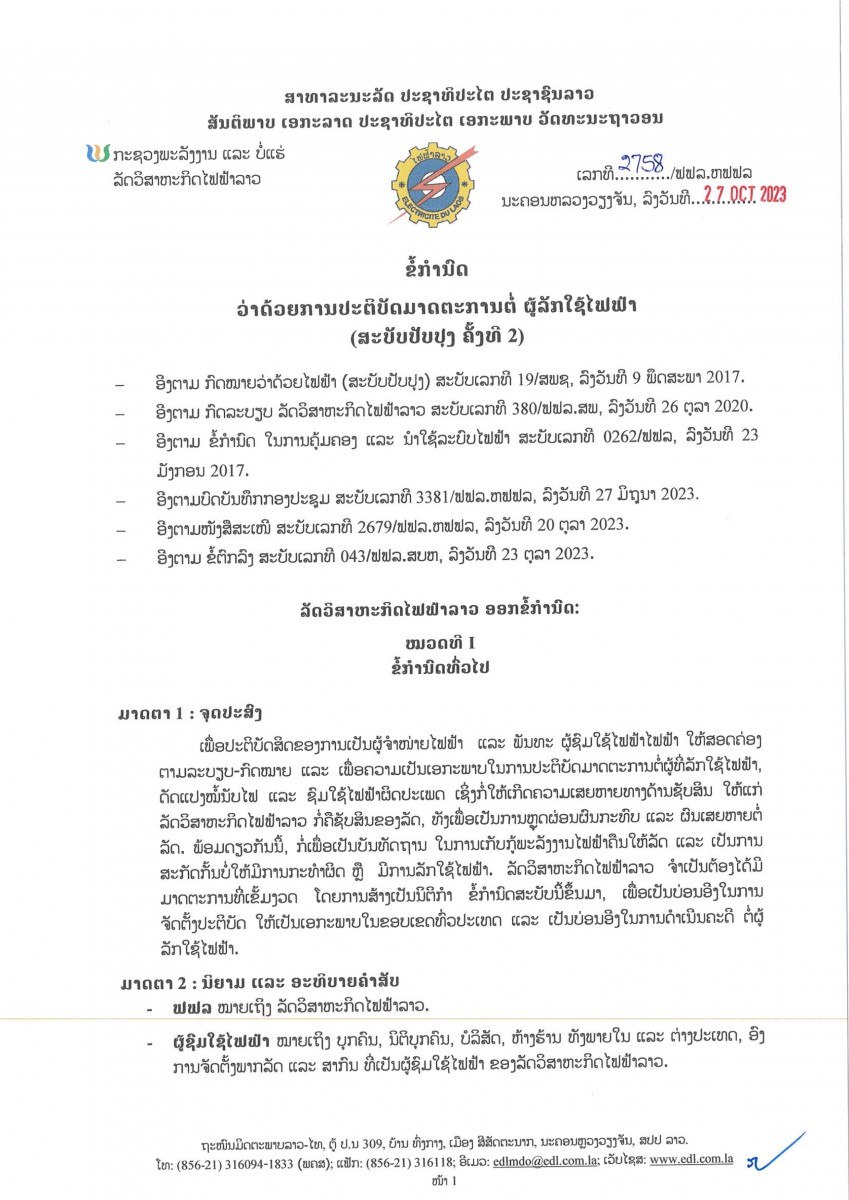 ສາທາລະນະລັດ ປະຊາທິປະໄຕ ປະຊາຊົນລາວ
ສັນຕິພາບ ເອກະລາດ ປະຊາທິປະໄຕ ເອກະພາບ ວັດທະນະຖາວອນ
ກະຊວງພະລັງງານ ແລະ ບໍ່ແຮ່
ລັດວິສາຫະກິດໄຟຟ້າລາວ
ໄຟຟ້າລາວ
ELECTRICITE DU LAOS
ເລກທີ...2758.../ຟຟລ.ຫຟຟລ
ນະຄອນຫລວງວຽງຈັນ, ລົງວັນທີ...27 OCT 2023
ຂໍ້ກຳນົດ
ວ່າດ້ວຍການປະຕິບັດມາດຕະການຕໍ່ ຜູ້ລັກໃຊ້ໄຟຟ້າ
(ສະບັບປັບປຸງ ຄັ້ງທີ 2)
– ອີງຕາມ ກົດໝາຍວ່າດ້ວຍໄຟຟ້າ (ສະບັບປັບປຸງ) ສະບັບເລກທີ 19/ສພຊ, ລົງວັນທີ 9 ພຶດສະພາ 2017.
– ອີງຕາມ ກົດລະບຽບ ລັດວິສາຫະກິດໄຟຟ້າລາວ ສະບັບເລກທີ 380/ຟຟລ.ສພ, ລົງວັນທີ 26 ຕຸລາ 2020.
– ອີງຕາມ ຂໍ້ກຳນົດ ໃນການຄຸ້ມຄອງ ແລະ ນຳໃຊ້ລະບົບໄຟຟ້າ ສະບັບເລກທີ 0262/ຟຟລ, ລົງວັນທີ 23
ມັງກອນ 2017.
– ອີງຕາມບົດບັນທຶກກອງປະຊຸມ ສະບັບເລກທີ 3381/ຟຟລ.ຫຟຟລ, ລົງວັນທີ 27 ມິຖຸນາ 2023.
– ອີງຕາມໜັງສືສະເໜີ ສະບັບເລກທີ 2679/ຟຟລ.ຫຟຟລ, ລົງວັນທີ 20 ຕຸລາ 2023.
– ອີງຕາມ ຂໍ້ຕົກລົງ ສະບັບເລກທີ 043/ຟຟລ.ສບຫ, ລົງວັນທີ 23 ຕຸລາ 2023.
ລັດວິສາຫະກິດໄຟຟ້າລາວ ອອກຂໍ້ກຳນົດ:
ໝວດທີ I
ຂໍ້ກຳນົດທົ່ວໄປ
ມາດຕາ 1 : ຈຸດປະສົງ
ເພື່ອປະຕິບັດສິດຂອງການເປັນຜູ້ຈຳໜ່າຍໄຟຟ້າ ແລະ ພັນທະ ຜູ້ຊົມໃຊ້ໄຟຟ້າໄຟຟ້າ ໃຫ້ສອດຄ່ອງ
ຕາມລະບຽບ-ກົດໝາຍ ແລະ ເພື່ອຄວາມເປັນເອກະພາບໃນການປະຕິບັດມາດຕະການຕໍ່ຜູ້ທີ່ລັກໃຊ້ໄຟຟ້າ,
ດັດແປງໝໍ້ນັບໄຟ ແລະ ຊົມໃຊ້ໄຟຟ້າຜິດປະເພດ ເຊິ່ງກໍ່ໃຫ້ເກີດຄວາມເສຍຫາຍທາງດ້ານຊັບສິນ ໃຫ້ແກ່
ລັດວິສາຫະກິດໄຟຟ້າລາວ ກໍ່ຄືຊັບສິນຂອງລັດ, ທັງເພື່ອເປັນການຫຼຸດຜ່ອນຜົນກະທົບ ແລະ ຜົນເສຍຫາຍຕໍ່
ລັດ. ພ້ອມດຽວກັນນີ້, ກໍ່ເພື່ອເປັນບັນທັດຖານ ໃນການເກັບກູ້ພະລັງງານໄຟຟ້າຄືນໃຫ້ລັດ ແລະ ເປັນການ
ສະກັດກັ້ນບໍ່ໃຫ້ມີການກະທຳຜິດ ຫຼື ມີການລັກໃຊ້ໄຟຟ້າ. ລັດວິສາຫະກິດໄຟຟ້າລາວ ຈຳເປັນຕ້ອງໄດ້ມີ
ມາດຕະການທີ່ເຂັ້ມງວດ ໂດຍການສ້າງເປັນນິຕິກຳ ຂໍ້ກຳນົດສະບັບນີ້ຂຶ້ນມາ, ເພື່ອເປັນບ່ອນອີງໃນການ
ຈັດຕັ້ງປະຕິບັດ ໃຫ້ເປັນເອກະພາບໃນຂອບເຂດທົ່ວປະເທດ ແລະ ເປັນບ່ອນອີງໃນການດຳເນີນຄະດີ ຕໍ່ຜູ້
ລັກໃຊ້ໄຟຟ້າ.
ມາດຕາ 2 : ນິຍາມ ແລະ ອະທິບາຍຄຳສັບ
- ຟຟລ ໝາຍເຖິງ ລັດວິສາຫະກິດໄຟຟ້າລາວ.
- ຜູ້ຊົມໃຊ້ໄຟຟ້າ ໝາຍເຖິງ ບຸກຄົນ, ນິຕິບຸກຄົນ, ບໍລິສັດ, ຫ້າງຮ້ານ ທັງພາຍໃນ ແລະ ຕ່າງປະເທດ, ອົງ
ການຈັດຕັ້ງພາກລັດ ແລະ ສາກົນ ທີ່ເປັນຜູ້ຊົມໃຊ້ໄຟຟ້າ ຂອງລັດວິສາຫະກິດໄຟຟ້າລາວ.
ຖະໜົນມິດຕະພາບລາວ-ໄທ, ຕູ້ ປ.ນ 309, ບ້ານ ທົ່ງກາງ, ເມືອງ ສີສັດຕະນາກ, ນະຄອນຫຼວງວຽງຈັນ, ສປປ ລາວ.
ໂທ: (856-21) 316094-1833 (ພຄສ); ແຟັກ: (856-21) 316118; ອີເມວ: edlmdo@edl.com.la; ເວັບໄຊສ: www.edl.com.la
ໜ້າ 1